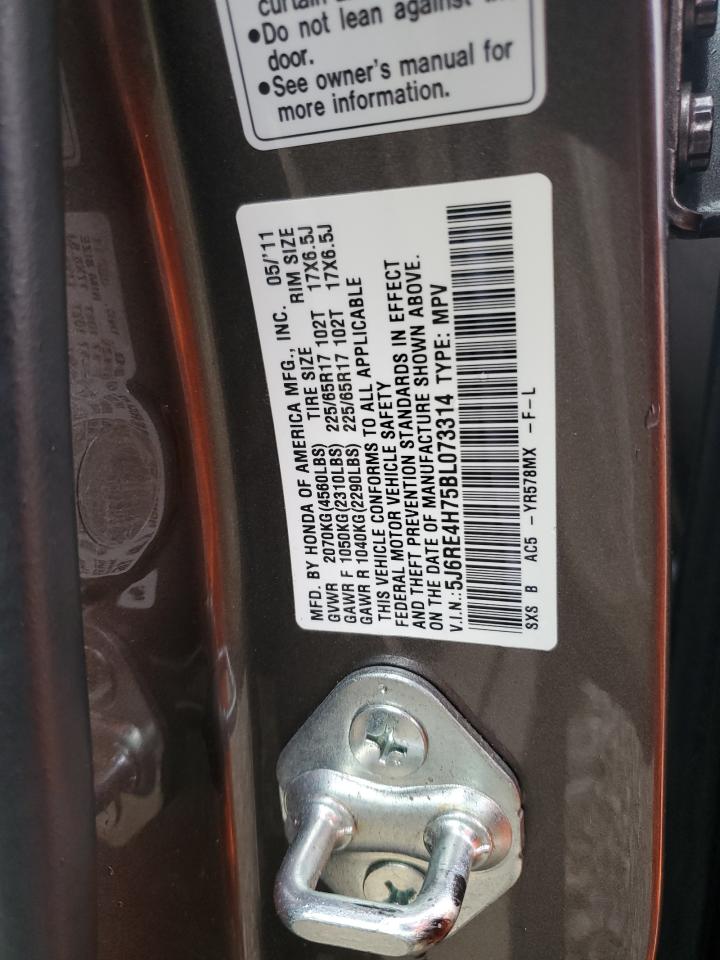 •Do not lean against
door.
•See owner's manual for
more information.
MFD. BY HONDA OF AMERICA MFG., INC. 05/'11
TIRE SIZE RIM SIZE
GVWR 2070KG(4560LBS)
GAWR F 1050KG(2310LBS) 225/65R17 102T 17X6.5J
GAWR R 1040KG(2290LBS) 225/65R17 102T 17X6.5J
THIS VEHICLE CONFORMS TO ALL APPLICABLE
FEDERAL MOTOR VEHICLE SAFETY
AND THEFT PREVENTION STANDARDS IN EFFECT
ON THE DATE OF MANUFACTURE SHOWN ABOVE.
V.I.N.:5J6RE4H75BL073314 TYPE: MPV
SXS B AC5 -YR578MX -F-L